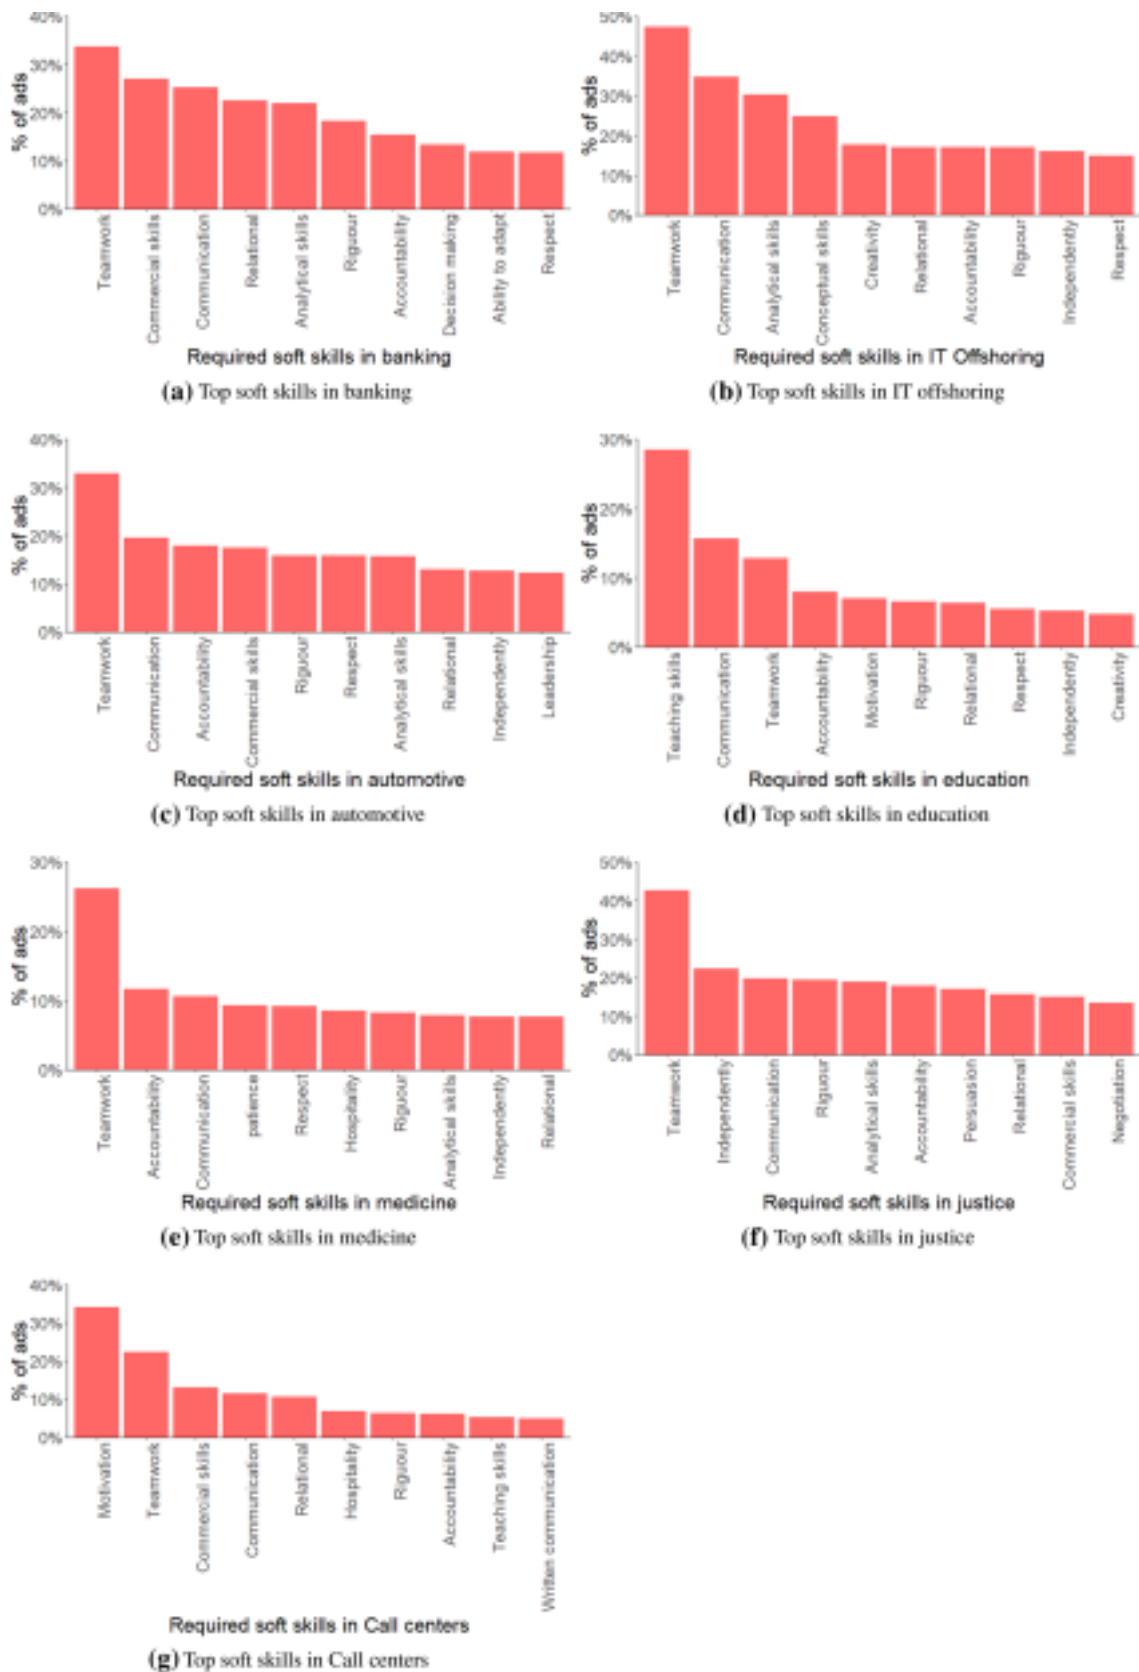 40%
30%
20%
10%
0%
% of ads
Teamwork
Commercial skills
Communication
Relational
Analytical skills
Riguour
Accountability
Decision making
Ability to adapt
Respect
Required soft skills in banking
(a) Top soft skills in banking
50%
40%
30%
20%
10%
0%
% of ads
Teamwork
Communication
Analytical skills
Conceptual skills
Creativity
Relational
Accountability
Riguour
Independently
Respect
Required soft skills in IT Offshoring
(b) Top soft skills in IT offshoring
40%
30%
20%
10%
0%
% of ads
Teamwork
Communication
Accountability
Commercial skills
Riguour
Respect
Analytical skills
Relational
Independently
Leadership
Required soft skills in automotive
(c) Top soft skills in automotive
30%
20%
10%
0%
% of ads
Teaching skills
Communication
Teamwork
Accountability
Motivation
Riguour
Relational
Respect
Independently
Creativity
Required soft skills in education
(d) Top soft skills in education
30%
20%
10%
0%
% of ads
Teamwork
Accountability
Communication
patience
Respect
Hospitality
Riguour
Analytical skills
Independently
Relational
Required soft skills in medicine
(e) Top soft skills in medicine
50%
40%
30%
20%
10%
0%
% of ads
Teamwork
Independently
Communication
Riguour
Analytical skills
Accountability
Persuasion
Relational
Commercial skills
Negotiation
Required soft skills in justice
(f) Top soft skills in justice
40%
30%
20%
10%
0%
% of ads
Motivation
Teamwork
Commercial skills
Communication
Relational
Hospitality
Riguour
Accountability
Teaching skills
Written communication
Required soft skills in Call centers
(g) Top soft skills in Call centers